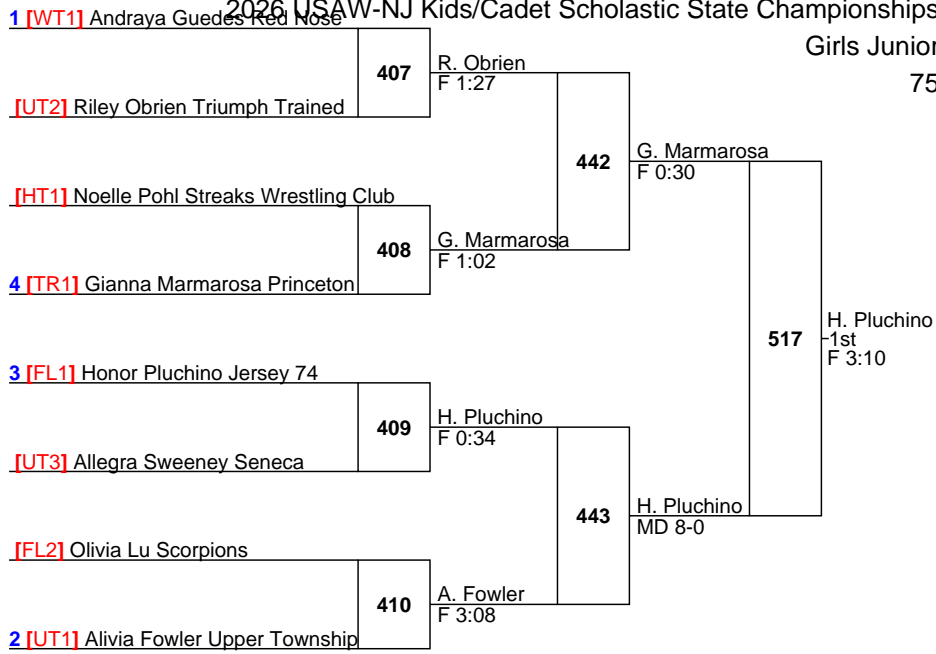 2026 USAW-NJ Kids/Cadet Scholastic State Championships
Girls Junior
75
1 [WT1] Andraya Guedes Red Nose
407
R. Obrien
F 1:27
[UT2] Riley Obrien Triumph Trained
442
G. Marmarosa
F 0:30
[HT1] Noelle Pohl Streaks Wrestling Club
408
G. Marmarosa
F 1:02
4 [TR1] Gianna Marmarosa Princeton
517
H. Pluchino
1st
F 3:10
3 [FL1] Honor Pluchino Jersey 74
409
H. Pluchino
F 0:34
[UT3] Allegra Sweeney Seneca
443
H. Pluchino
MD 8-0
[FL2] Olivia Lu Scorpions
410
A. Fowler
F 3:08
2 [UT1] Alivia Fowler Upper Township